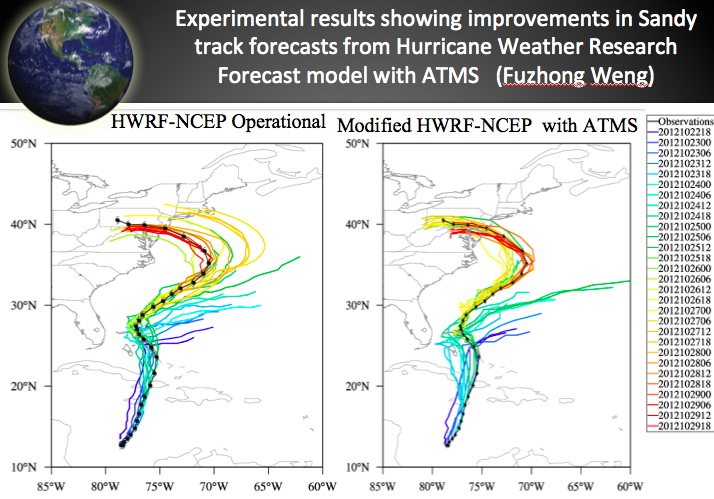 Experimental results showing improvements in Sandy
track forecasts from Hurricane Weather Research
Forecast model with ATMS (Fuzhong Weng)
HWRF-NCEP Operational
Modified HWRF-NCEP with ATMS
50°N
40°N
30°N
20°N
10°N
85°W 80°W 75°W 70°W 65°W 60°W
50°N
40°N
30°N
20°N
10°N
85°W 80°W 75°W 70°W 65°W 60°W
Observations
2012102218
2012102300
2012102306
2012102312
2012102318
2012102400
2012102406
2012102412
2012102418
2012102500
2012102506
2012102512
2012102518
2012102600
2012102606
2012102612
2012102618
2012102700
2012102706
2012102712
2012102718
2012102800
2012102806
2012102812
2012102818
2012102900
2012102906
2012102912
2012102918